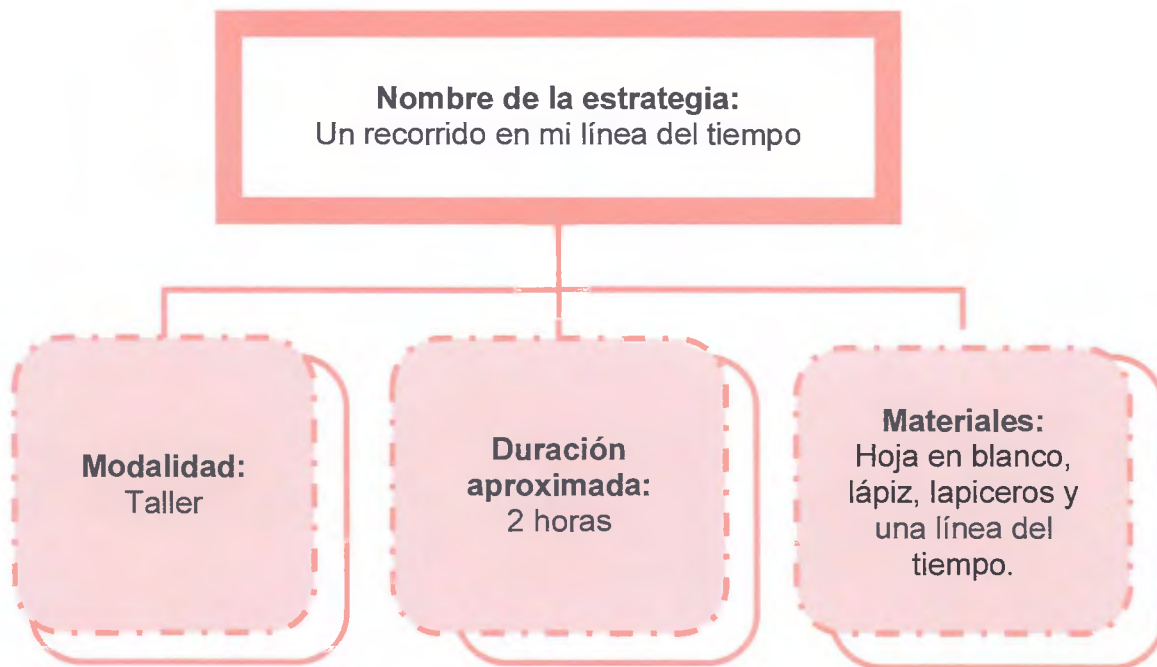 Nombre de la estrategia:
Un recorrido en mi línea del tiempo
Modalidad:
Taller
Duración
aproximada:
2 horas
Materiales:
Hoja en blanco,
lápiz, lapiceros y
una línea del
tiempo.